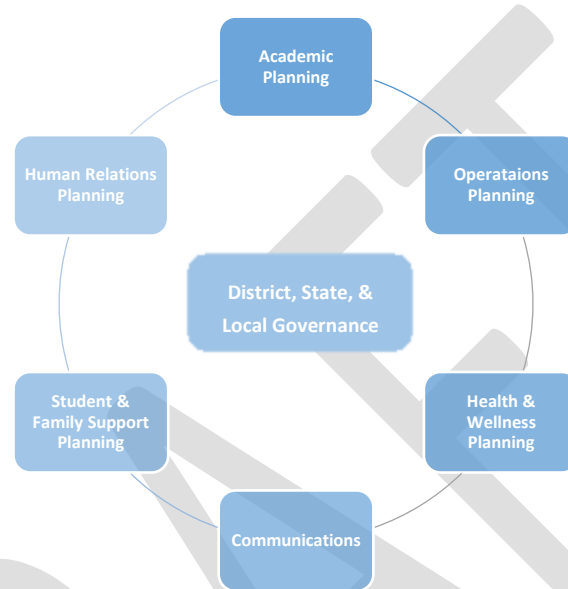 Academic
Planning
Human Relations
Planning
Operataions
Planning
District, State, &
Local Governance
Student &
Family Support
Planning
Health &
Wellness
Planning
Communications